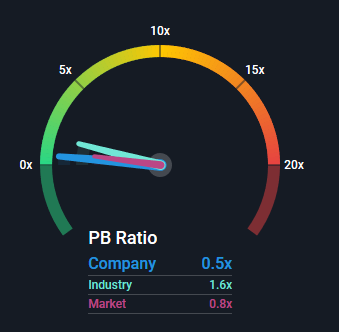 10x
5x
15x
0x
20x
PB Ratio
Company 0.5x
Industry 1.6x
Market 0.8x